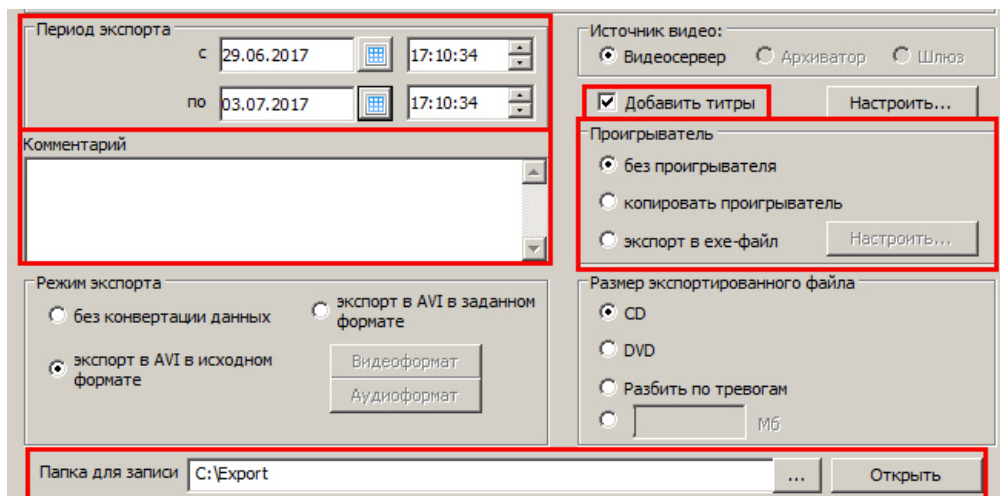 Период экспорта
с 29.06.2017 17:10:34
по 03.07.2017 17:10:34
Комментарий
Источник видео:
Видеосервер Архиватор Шлюз
Добавить титры Настроить...
Проигрыватель
без проигрывателя
копировать проигрыватель
экспорт в exe-файл Настроить...
Режим экспорта
без конвертации данных
экспорт в AVI в исходном
формате
экспорт в AVI в заданном
формате
Видеоформат
Аудиоформат
Размер экспортированного файла
CD
DVD
Разбить по тревогам
Мб
Папка для записи C:\Export ... Открыть